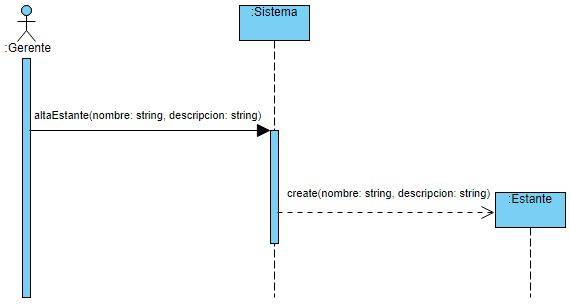 :Sistema
:Gerente
altaEstante(nombre: string, descripcion: string)
create(nombre: string, descripcion: string)
:Estante